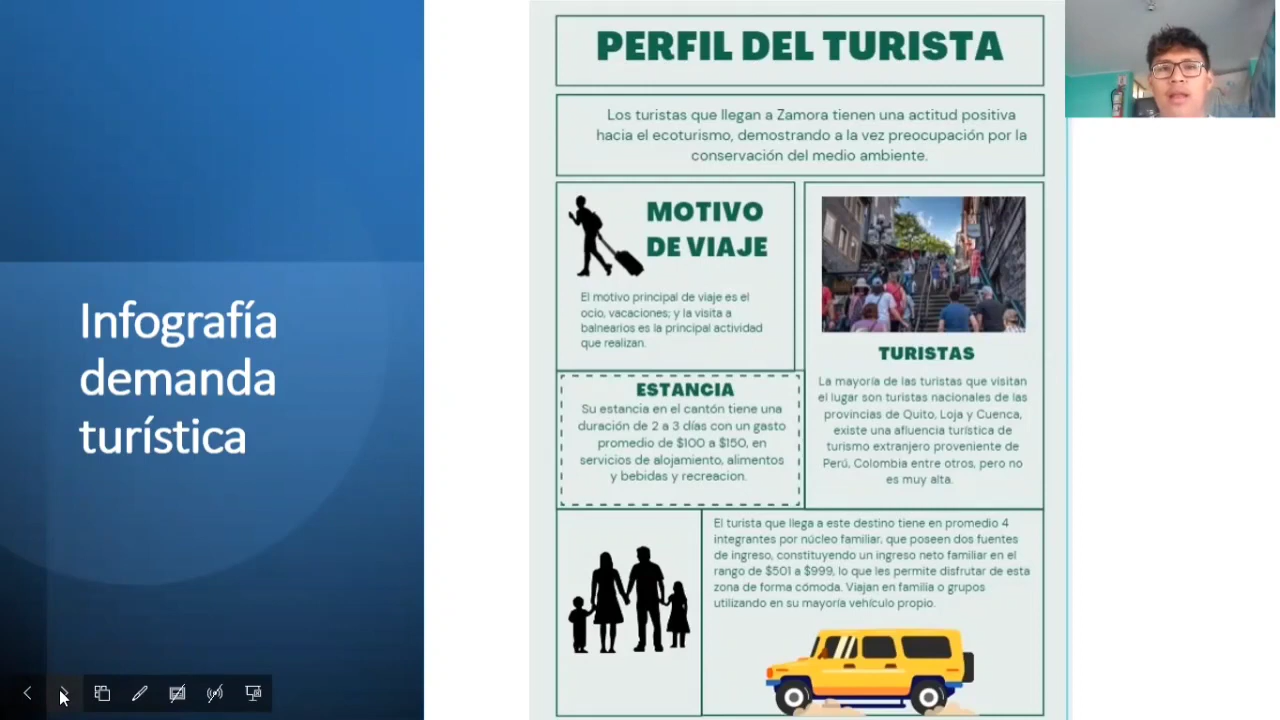 Infografía
demanda
turística
PERFIL DEL TURISTA
Los turistas que llegan a Zamora tienen una actitud positiva
hacia el ecoturismo, demostrando a la vez preocupación por la
conservación del medio ambiente.
MOTIVO
DE VIAJE
El motivo principal de viaje es el
ocio, vacaciones; y la visita a
balnearios es la principal actividad
que realizan.
ESTANCIA
Su estancia en el cantón tiene una
duración de 2 a 3 días con un gasto
promedio de $100 a $150, en
servicios de alojamiento, alimentos
y bebidas y recreacion.
TURISTAS
La mayoría de las turistas que visitan
el lugar son turistas nacionales de las
provincias de Quito, Loja y Cuenca,
existe una afluencia turística de
turismo extranjero proveniente de
Perú, Colombia entre otros, pero no
es muy alta.
El turista que llega a este destino tiene en promedio 4
integrantes por núcleo familiar, que poseen dos fuentes
de ingreso, constituyendo un ingreso neto familiar en el
rango de $501 a $999, lo que les permite disfrutar de esta
zona de forma cómoda. Viajan en familia o grupos
utilizando en su mayoría vehículo propio.